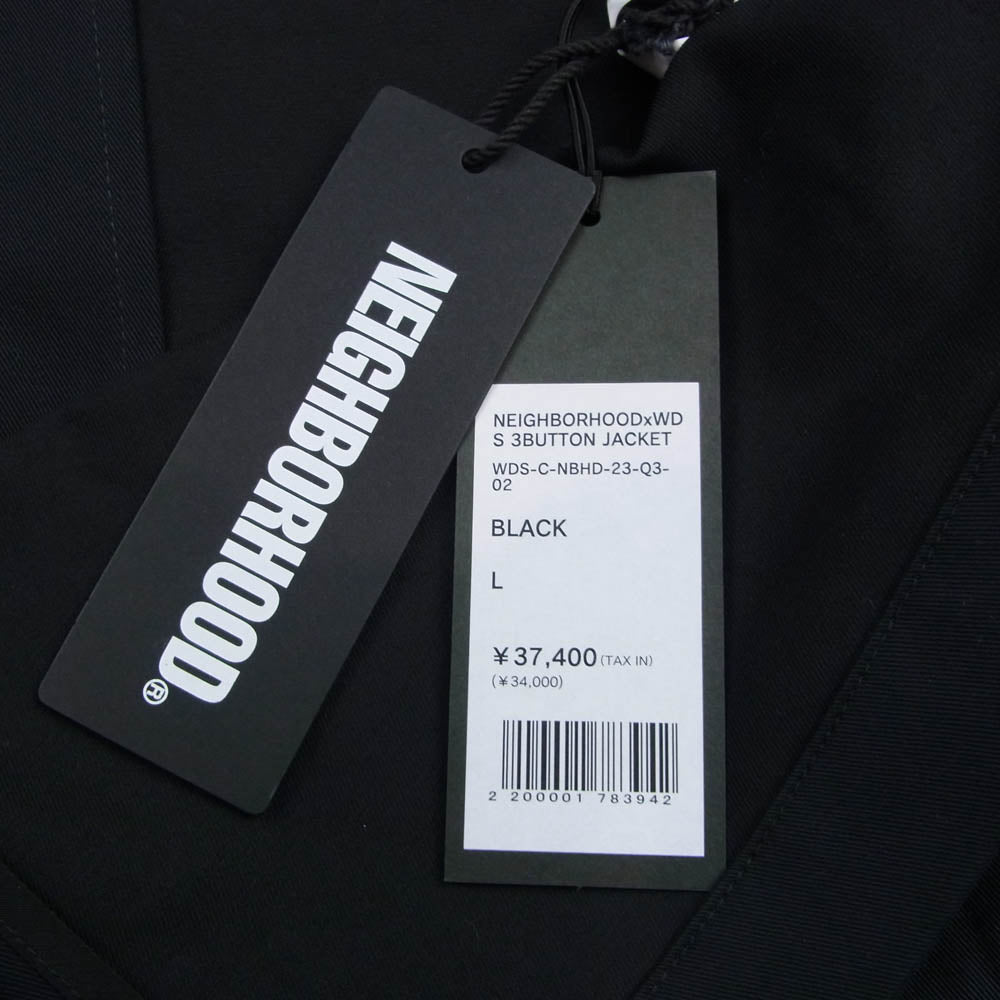 NEIGHBORHOOD®
NEIGHBORHOODxWD
S 3BUTTON JACKET
WDS-C-NBHD-23-Q3-
02
BLACK
L
¥37,400(TAX IN)
(¥34,000)
2 200001 783942